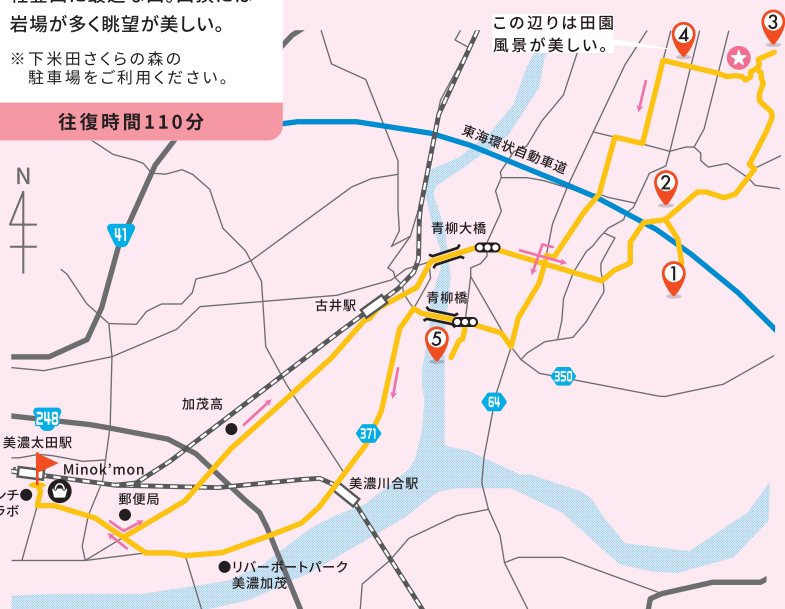 岩場が多く眺望が美しい。
※下米田さくらの森の
駐車場をご利用ください。
往復時間110分
この辺りは田園
風景が美しい。
3
4
東海環状自動車道
N
2
41
青柳大橋
1
青柳橋
古井駅
5
350
加茂高
64
248
371
美濃太田駅
Minok'mon
美濃川合駅
ンチ
ラボ
郵便局
リバーポートパーク
美濃加茂